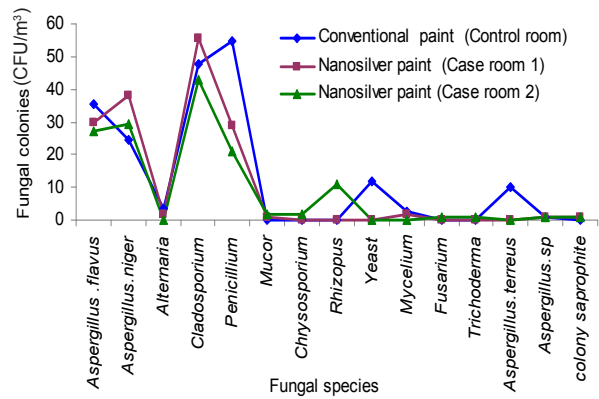 Fungal colonies (CFU/m³)
60
50
40
30
20
10
0
Conventional paint (Control room)
Nanosilver paint (Case room 1)
Nanosilver paint (Case room 2)
Aspergillus .flavus
Aspergillus.niger
Alternaria
Cladosporium
Penicillium
Mucor
Chrysosporium
Rhizopus
Yeast
Mycelium
Fusarium
Trichoderma
Aspergillus.terreus
Aspergillus.sp
colony saprophite
Fungal species